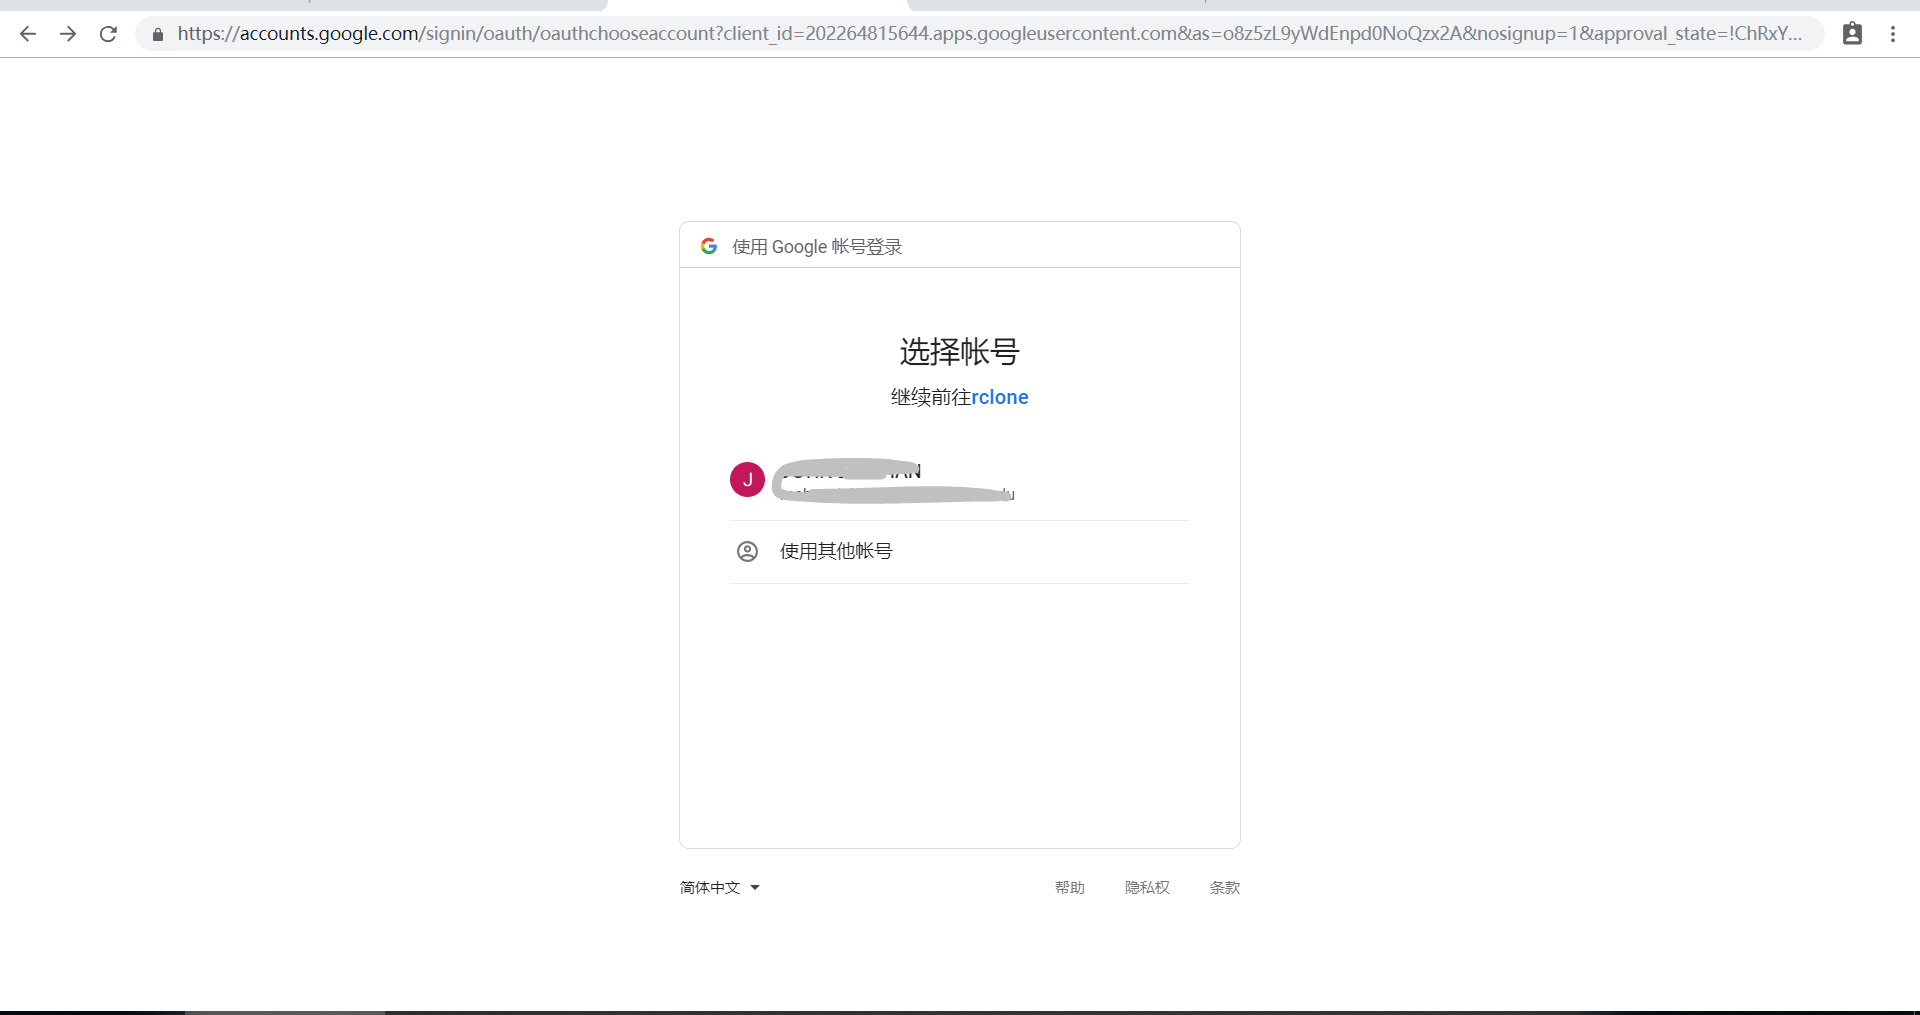 https://accounts.google.com/signin/oauth/oauthchooseaccount?client_id=202264815644.apps.googleusercontent.com&as=o8z5zL9yWdEnpd0NoQzx2A&nosignup=1&approval_state=!ChRxY...
使用 Google 帐号登录
选择帐号
继续前往rclone
J
使用其他帐号
简体中文
帮助
隐私权
条款